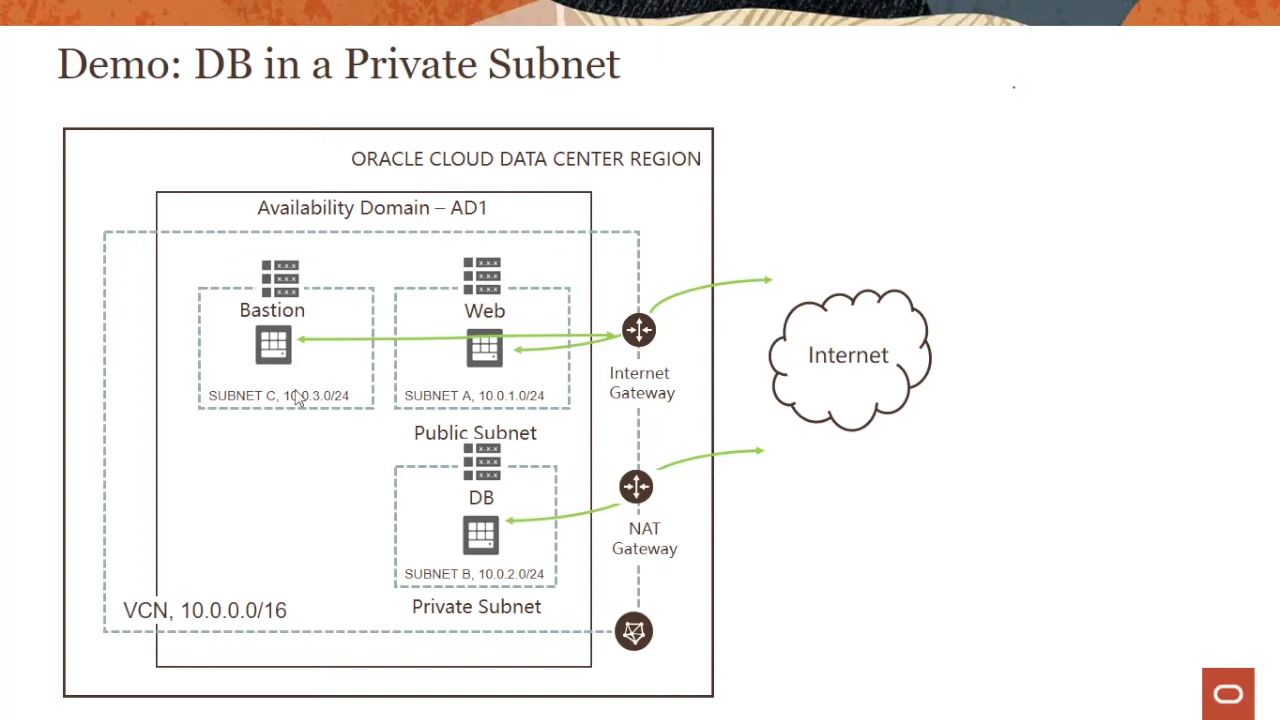 Demo: DB in a Private Subnet
ORACLE CLOUD DATA CENTER REGION
Availability Domain – AD1
x.x.x
x.x.x
x.x.x
Bastion
SUBNET C, 10.0.3.0/24
x.x.x
x.x.x
x.x.x
Web
SUBNET A, 10.0.1.0/24
Public Subnet
Internet
Gateway
Internet
x.x.x
x.x.x
x.x.x
DB
SUBNET B, 10.0.2.0/24
Private Subnet
NAT
Gateway
VCN, 10.0.0.0/16